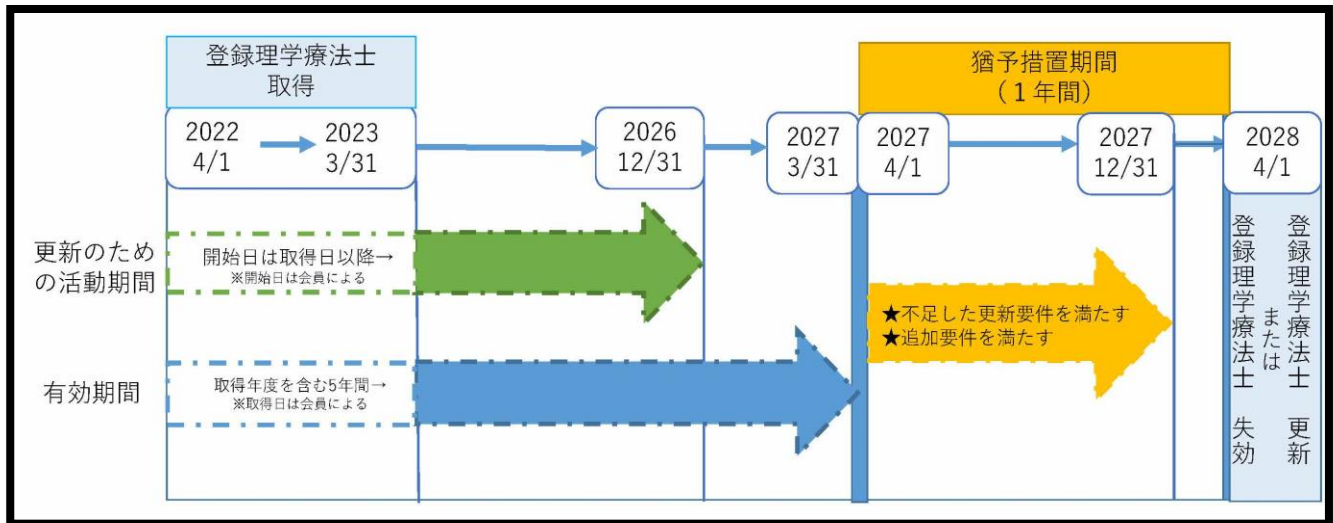 登録理学療法士
取得
猶予措置期間
（１年間）
2022
4/1
2023
3/31
2026
12/31
2027
3/31
2027
4/1
2027
12/31
2028
4/1
更新のため
の活動期間
開始日は取得日以降→
※開始日は会員による
★不足した更新要件を満たす
★追加要件を満たす
有効期間
取得年度を含む5年間→
※取得日は会員による
登録理学療法士　更新
または
登録理学療法士　失効